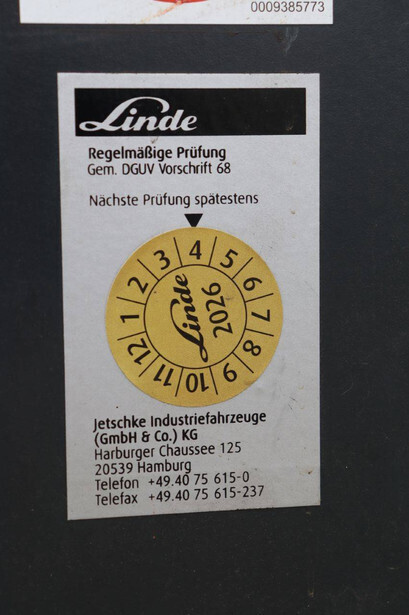 0009385773
Linde
Regelmäßige Prüfung
Gem. DGUV Vorschrift 68
Nächste Prüfung spätestens
1 2 3 4 5 6 7 8 9 10 11 12
Linde
2026
Jetschke Industriefahrzeuge
(GmbH & Co.) KG
Harburger Chaussee 125
20539 Hamburg
Telefon +49.40 75 615-0
Telefax +49.40 75 615-237